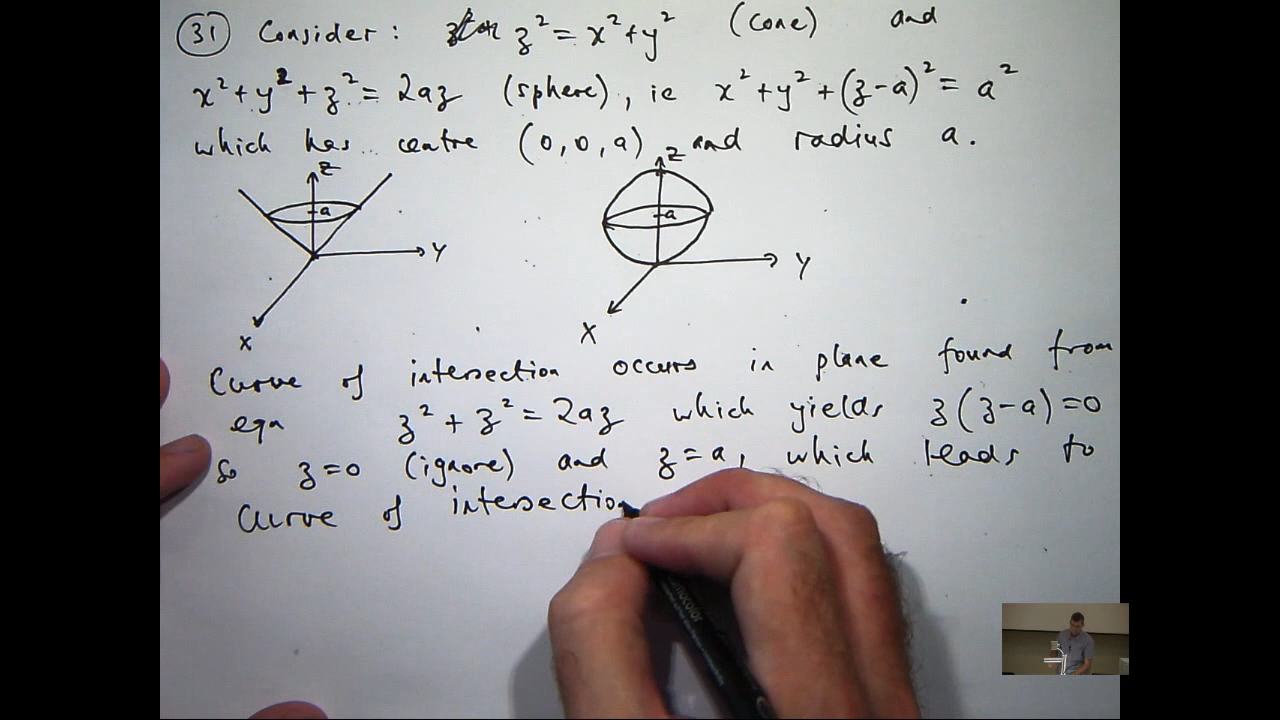 31 Consider: z² = x² + y² (cone) and
x² + y² + z² = 2az (sphere), ie x² + y² + (z-a)² = a²
which has centre (0,0,a) and radius a.
Z Z
a a
Y Y
X X
Curve of intersection occurs in plane found from
eqn z² + z² = 2az which yields z(z-a)=0
So z=0 (ignore) and z=a, which leads to
curve of intersection